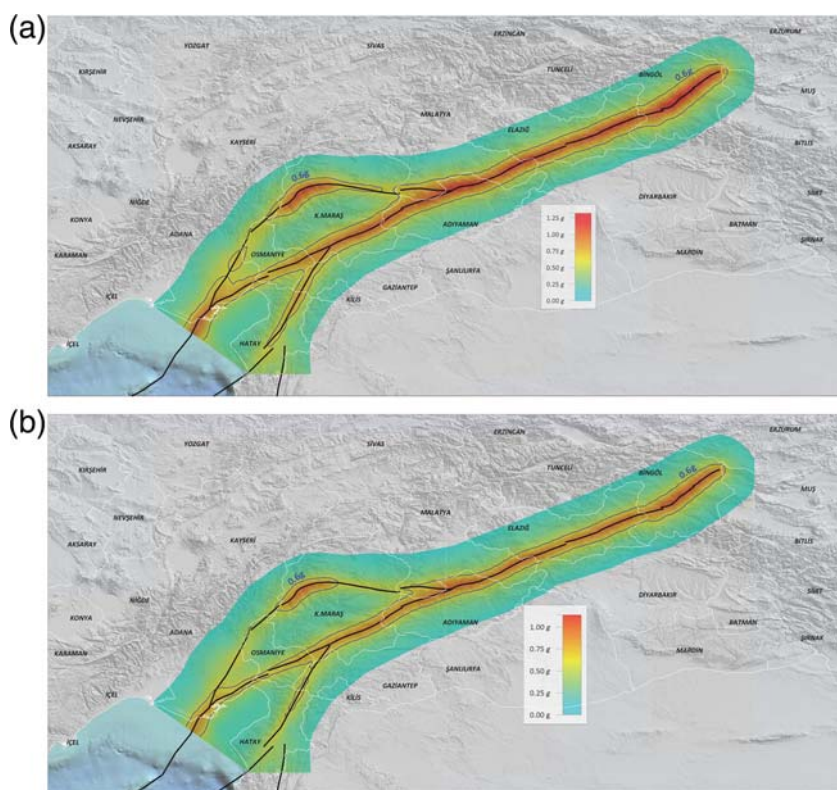 (a)
ERZURUM
ERZİNCAN
YOZGAT
SİVAS
0.6g
BİNGÖL
TUNCELİ
KIRŞEHİR
MUŞ
ELAZIĞ
MALATYA
NEVŞEHİR
KAYSERİ
AKSARAY
BITLIS
0.6g
NİĞDE
SİİRT
DİYARBAKIR
KONYA
K.MARAŞ
ADIYAMAN
BATMAN
ADANA
1.25 g
ŞIRNAK
KARAMAN
OSMANİYE
1.00 g
MARDİN
0.75 g
ŞANLIURFA
0.50 g
GAZİANTEP
0.25 g
İÇEL
KİLİS
0.00 g
İÇEL
HATAY
(b)
ERZURUM
ERZİNCAN
YOZGAT
SİVAS
0.6g
BİNGÖL
TUNCELİ
KIRŞEHİR
MUŞ
ELAZIĞ
MALATYA
NEVŞEHİR
KAYSERİ
AKSARAY
BITLIS
0.6g
NİĞDE
SİİRT
DİYARBAKIR
KONYA
K.MARAŞ
ADIYAMAN
BATMAN
ADANA
1.00 g
ŞIRNAK
KARAMAN
OSMANİYE
MARDİN
0.75 g
ŞANLIURFA
0.50 g
GAZİANTEP
0.25 g
İÇEL
KİLİS
0.00 g
İÇEL
HATAY